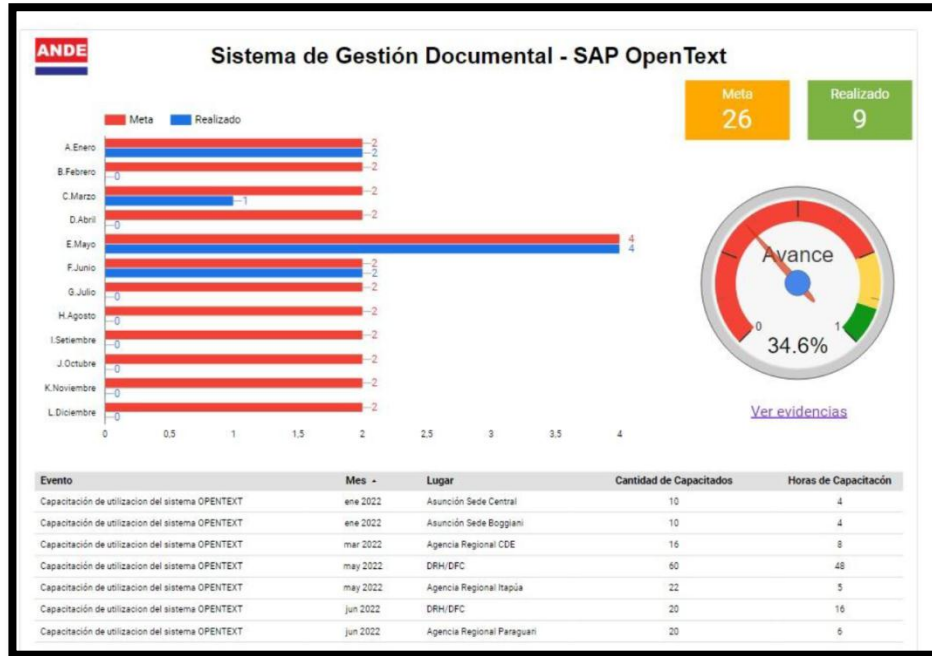 ANDE
Sistema de Gestión Documental - SAP OpenText
Meta
26
Realizado
9
Meta Realizado
A.Enero 2
2
B.Febrero 2
0
C.Marzo 2
1
D.Abril 2
0
E.Mayo 4
4
F.Junio 2
2
G.Julio 2
0
H.Agosto 2
0
I.Setiembre 2
0
J.Octubre 2
0
K.Noviembre 2
0
L.Diciembre 2
0
0 0,5 1 1,5 2 2,5 3 3,5 4
Avance
0 1
34.6%
Ver evidencias
Evento Mes Lugar Cantidad de Capacitados Horas de Capacitacón
Capacitación de utilizacion del sistema OPENTEXT ene 2022 Asunción Sede Central 10 4
Capacitación de utilizacion del sistema OPENTEXT ene 2022 Asunción Sede Boggiani 10 4
Capacitación de utilizacion del sistema OPENTEXT mar 2022 Agencia Regional CDE 16 8
Capacitación de utilizacion del sistema OPENTEXT may 2022 DRH/DFC 60 48
Capacitación de utilizacion del sistema OPENTEXT may 2022 Agencia Regional Itapúa 22 5
Capacitación de utilizacion del sistema OPENTEXT jun 2022 DRH/DFC 20 16
Capacitación de utilizacion del sistema OPENTEXT jun 2022 Agencia Regional Paraguari 20 6